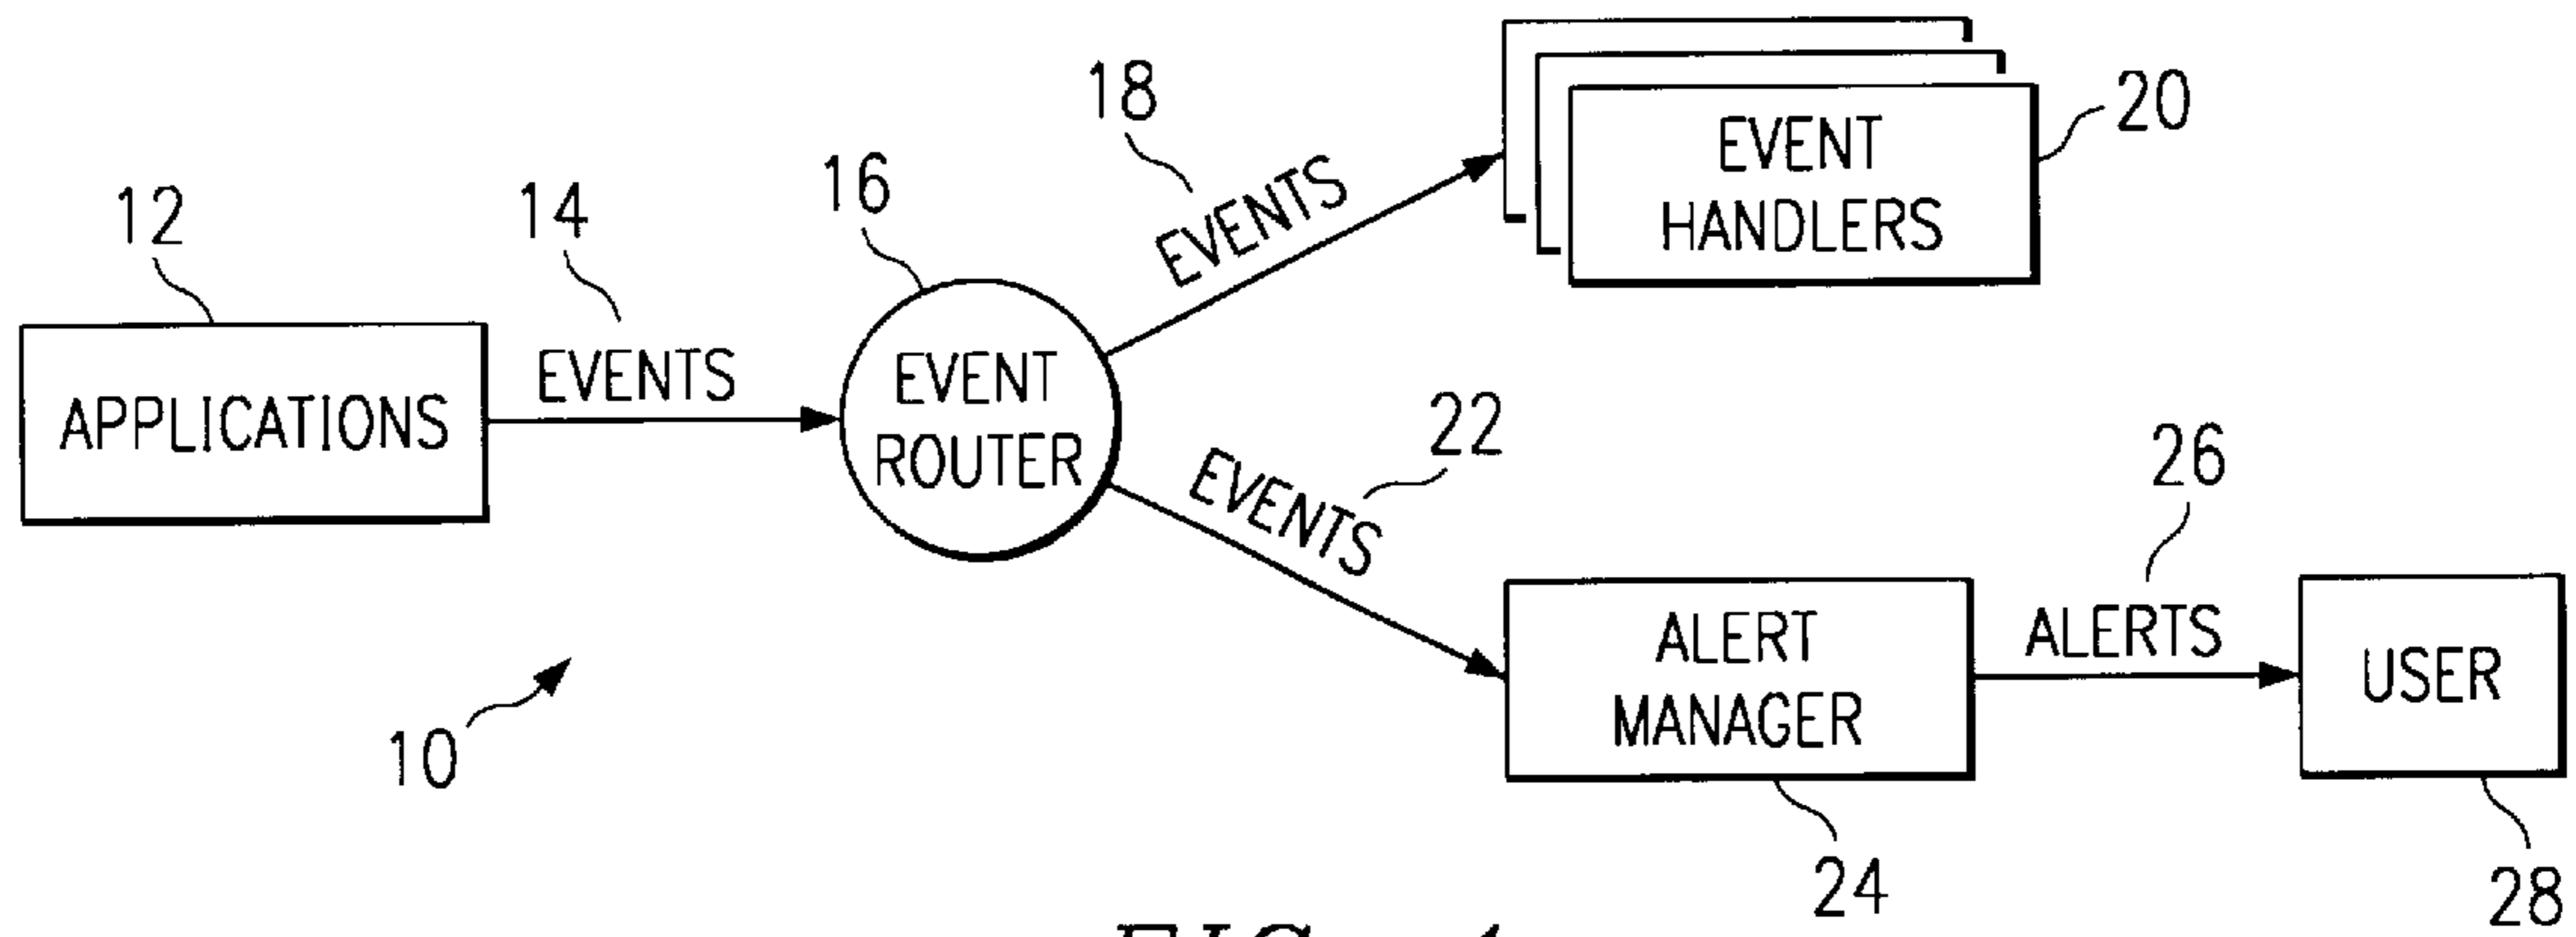 18
20
EVENT
HANDLERS
16
14
12
EVENTS
EVENTS
APPLICATIONS
EVENT
ROUTER
22
EVENTS
26
ALERTS
ALERT
MANAGER
USER
10
24
28